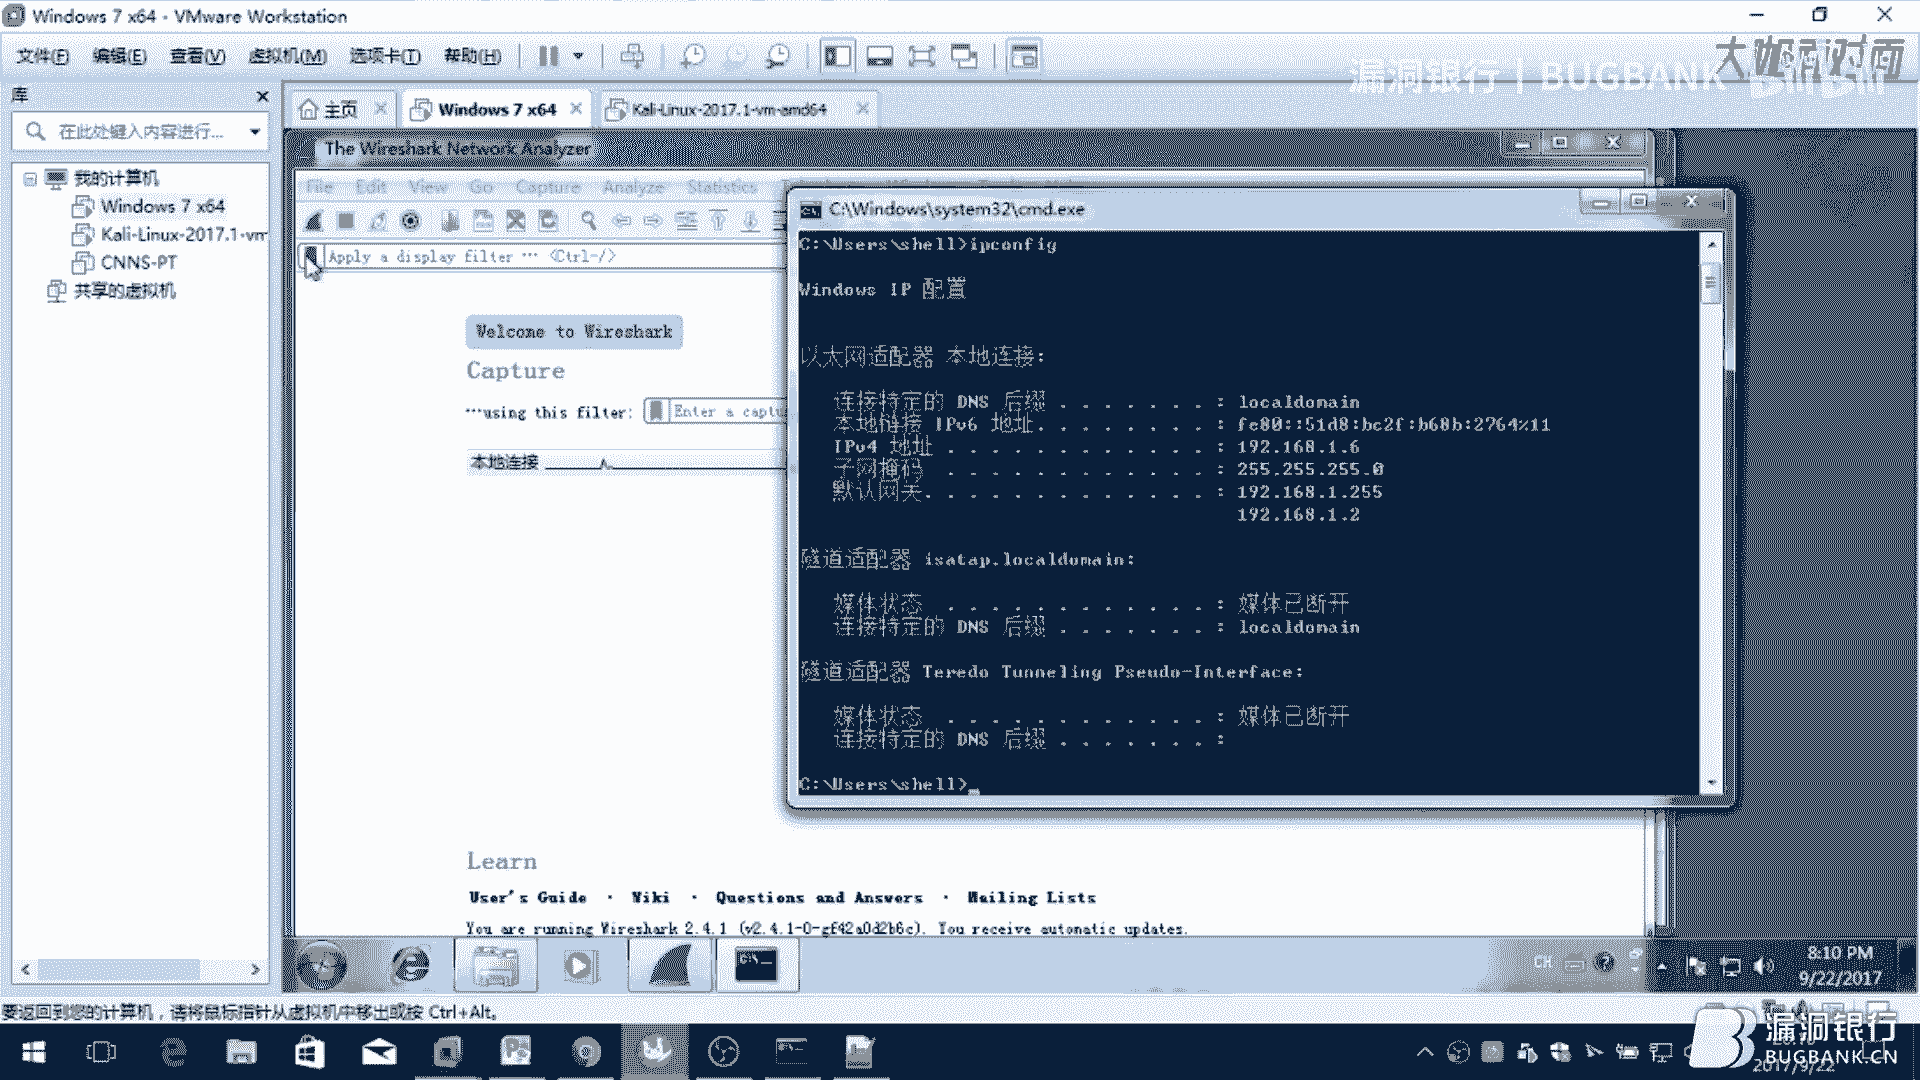 Windows 7 x64 - VMware Workstation
文件(F) 编辑(E) 查看(V) 虚拟机(M) 选项卡(T) 帮助(H)
漏洞银行 | BUGBANK
库
主页
Windows 7 x64
Kali-Linux-2017.1-vm-amd64
在此处键入内容进行...
我的计算机
Windows 7 x64
Kali-Linux-2017.1-vm
CNNS-PT
共享的虚拟机
The Wireshark Network Analyzer
File Edit View Go Capture Analyze Statistics
Apply a display filter … <Ctrl-/>
Welcome to Wireshark
Capture
…using this filter: Enter a captu
本地连接
C:\Windows\system32\cmd.exe
C:\Users\shell>ipconfig
Windows IP 配置
以太网适配器 本地连接:
连接特定的 DNS 后缀 . . . . . . . : localdomain
本地链接 IPv6 地址. . . . . . . . : fe80::51d8:bc2f:b68b:2764%11
IPv4 地址 . . . . . . . . . . . . : 192.168.1.6
子网掩码 . . . . . . . . . . . . : 255.255.255.0
默认网关. . . . . . . . . . . . . : 192.168.1.255
192.168.1.2
隧道适配器 isatap.localdomain:
媒体状态 . . . . . . . . . . . . : 媒体已断开
连接特定的 DNS 后缀 . . . . . . . : localdomain
隧道适配器 Teredo Tunneling Pseudo-Interface:
媒体状态 . . . . . . . . . . . . : 媒体已断开
连接特定的 DNS 后缀 . . . . . . . :
C:\Users\shell>
Learn
User's Guide · Wiki · Questions and Answers · Mailing Lists
You are running Wireshark 2.4.1 (v2.4.1-0-gf42a0d2b6c). You receive automatic updates.
CH
8:10 PM
9/22/2017
要返回到您的计算机，请将鼠标指针从虚拟机中移出或按 Ctrl+Alt。
漏洞银行
BUGBANK.CN
2017/9/22